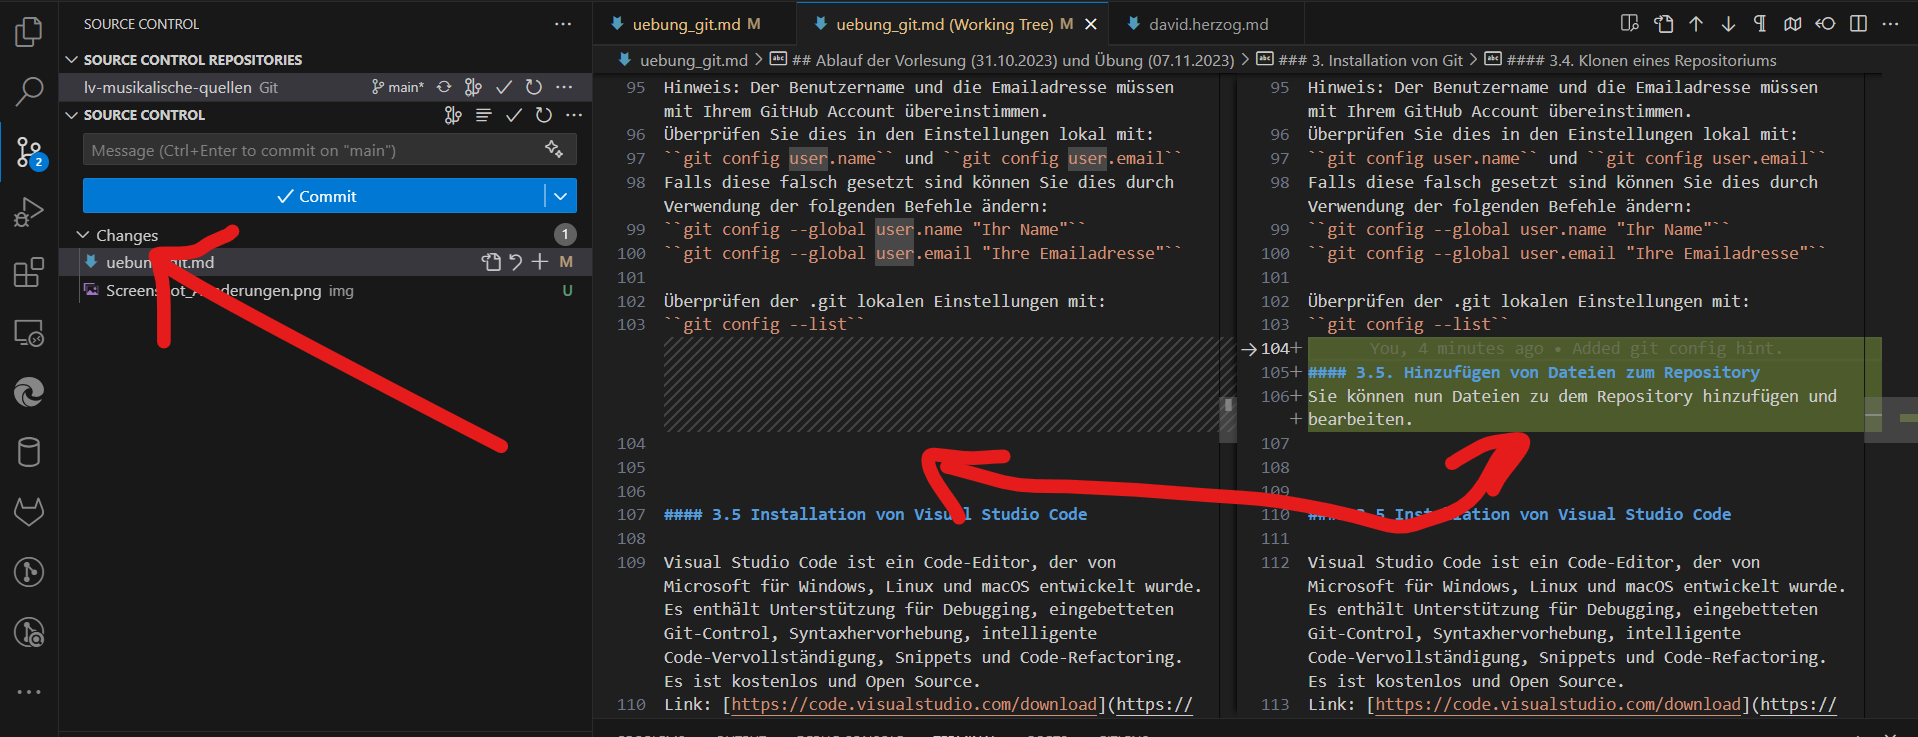 SOURCE CONTROL
SOURCE CONTROL REPOSITORIES
lv-musikalische-quellen Git
main*
SOURCE CONTROL
Message (Ctrl+Enter to commit on "main")
Commit
Changes
1
uebung_git.md
M
Screenshot_Änderungen.png img
U
2
uebung_git.md M
uebung_git.md (Working Tree) M
david.herzog.md
uebung_git.md > ## Ablauf der Vorlesung (31.10.2023) und Übung (07.11.2023) > ### 3. Installation von Git > #### 3.4. Klonen eines Repositoriums
95 Hinweis: Der Benutzername und die Emailadresse müssen
mit Ihrem GitHub Account übereinstimmen.
96 Überprüfen Sie dies in den Einstellungen lokal mit:
97 ``git config user.name`` und ``git config user.email``
98 Falls diese falsch gesetzt sind können Sie dies durch
Verwendung der folgenden Befehle ändern:
99 ``git config --global user.name "Ihr Name"``
100 ``git config --global user.email "Ihre Emailadresse"``
101
102 Überprüfen der .git lokalen Einstellungen mit:
103 ``git config --list``
104
105
106
107 #### 3.5 Installation von Visual Studio Code
108
109 Visual Studio Code ist ein Code-Editor, der von
Microsoft für Windows, Linux und macOS entwickelt wurde.
Es enthält Unterstützung für Debugging, eingebetteten
Git-Control, Syntaxhervorhebung, intelligente
Code-Vervollständigung, Snippets und Code-Refactoring.
Es ist kostenlos und Open Source.
110 Link: [https://code.visualstudio.com/download](https://
95 Hinweis: Der Benutzername und die Emailadresse müssen
mit Ihrem GitHub Account übereinstimmen.
96 Überprüfen Sie dies in den Einstellungen lokal mit:
97 ``git config user.name`` und ``git config user.email``
98 Falls diese falsch gesetzt sind können Sie dies durch
Verwendung der folgenden Befehle ändern:
99 ``git config --global user.name "Ihr Name"``
100 ``git config --global user.email "Ihre Emailadresse"``
101
102 Überprüfen der .git lokalen Einstellungen mit:
103 ``git config --list``
104+ You, 4 minutes ago • Added git config hint.
105+ #### 3.5. Hinzufügen von Dateien zum Repository
106+ Sie können nun Dateien zu dem Repository hinzufügen und
+ bearbeiten.
107
108
109
110 #### 3.5 Installation von Visual Studio Code
111
112 Visual Studio Code ist ein Code-Editor, der von
Microsoft für Windows, Linux und macOS entwickelt wurde.
Es enthält Unterstützung für Debugging, eingebetteten
Git-Control, Syntaxhervorhebung, intelligente
Code-Vervollständigung, Snippets und Code-Refactoring.
Es ist kostenlos und Open Source.
113 Link: [https://code.visualstudio.com/download](https://